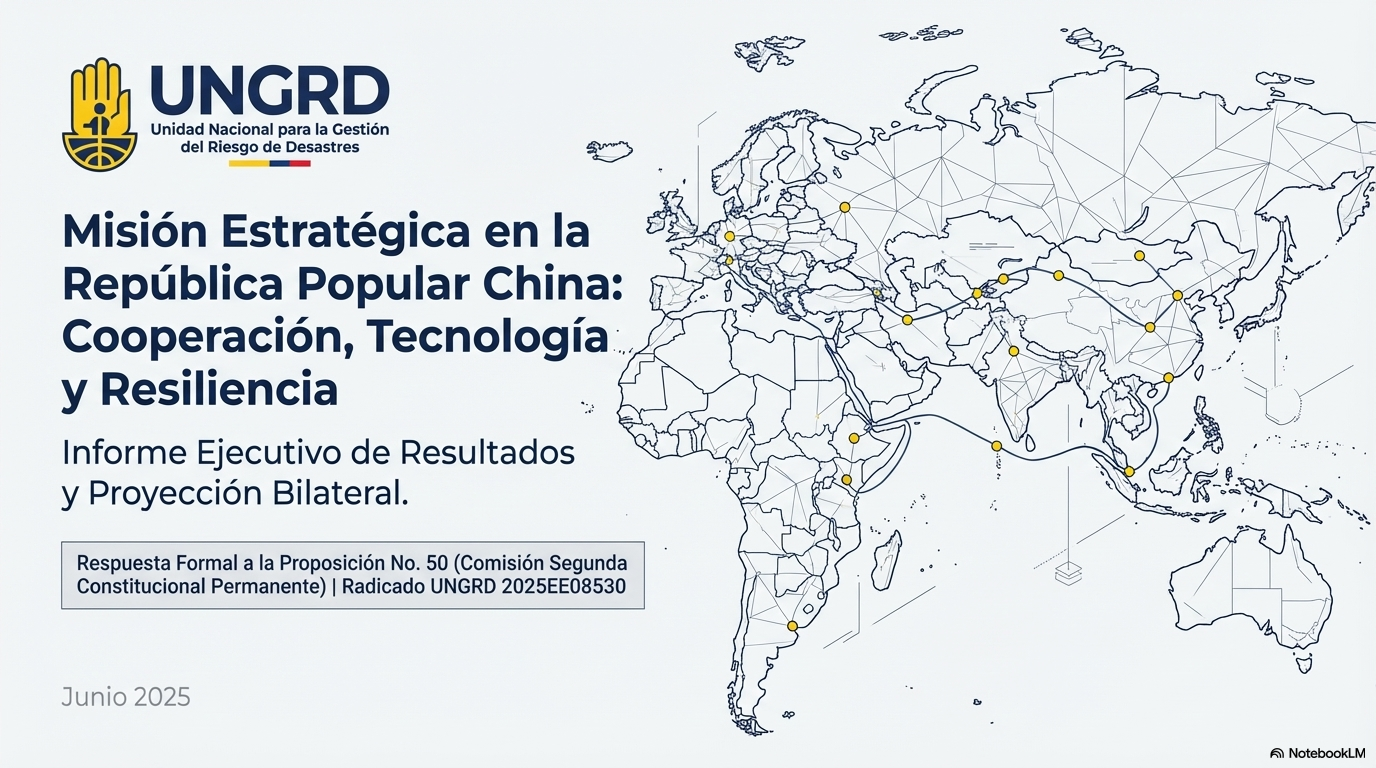 UNGRD
Unidad Nacional para la Gestión
del Riesgo de Desastres
Misión Estratégica en la
República Popular China:
Cooperación, Tecnología
y Resiliencia
Informe Ejecutivo de Resultados
y Proyección Bilateral.
Respuesta Formal a la Proposición No. 50 (Comisión Segunda
Constitucional Permanente) | Radicado UNGRD 2025EE08530
Junio 2025
NotebookLM